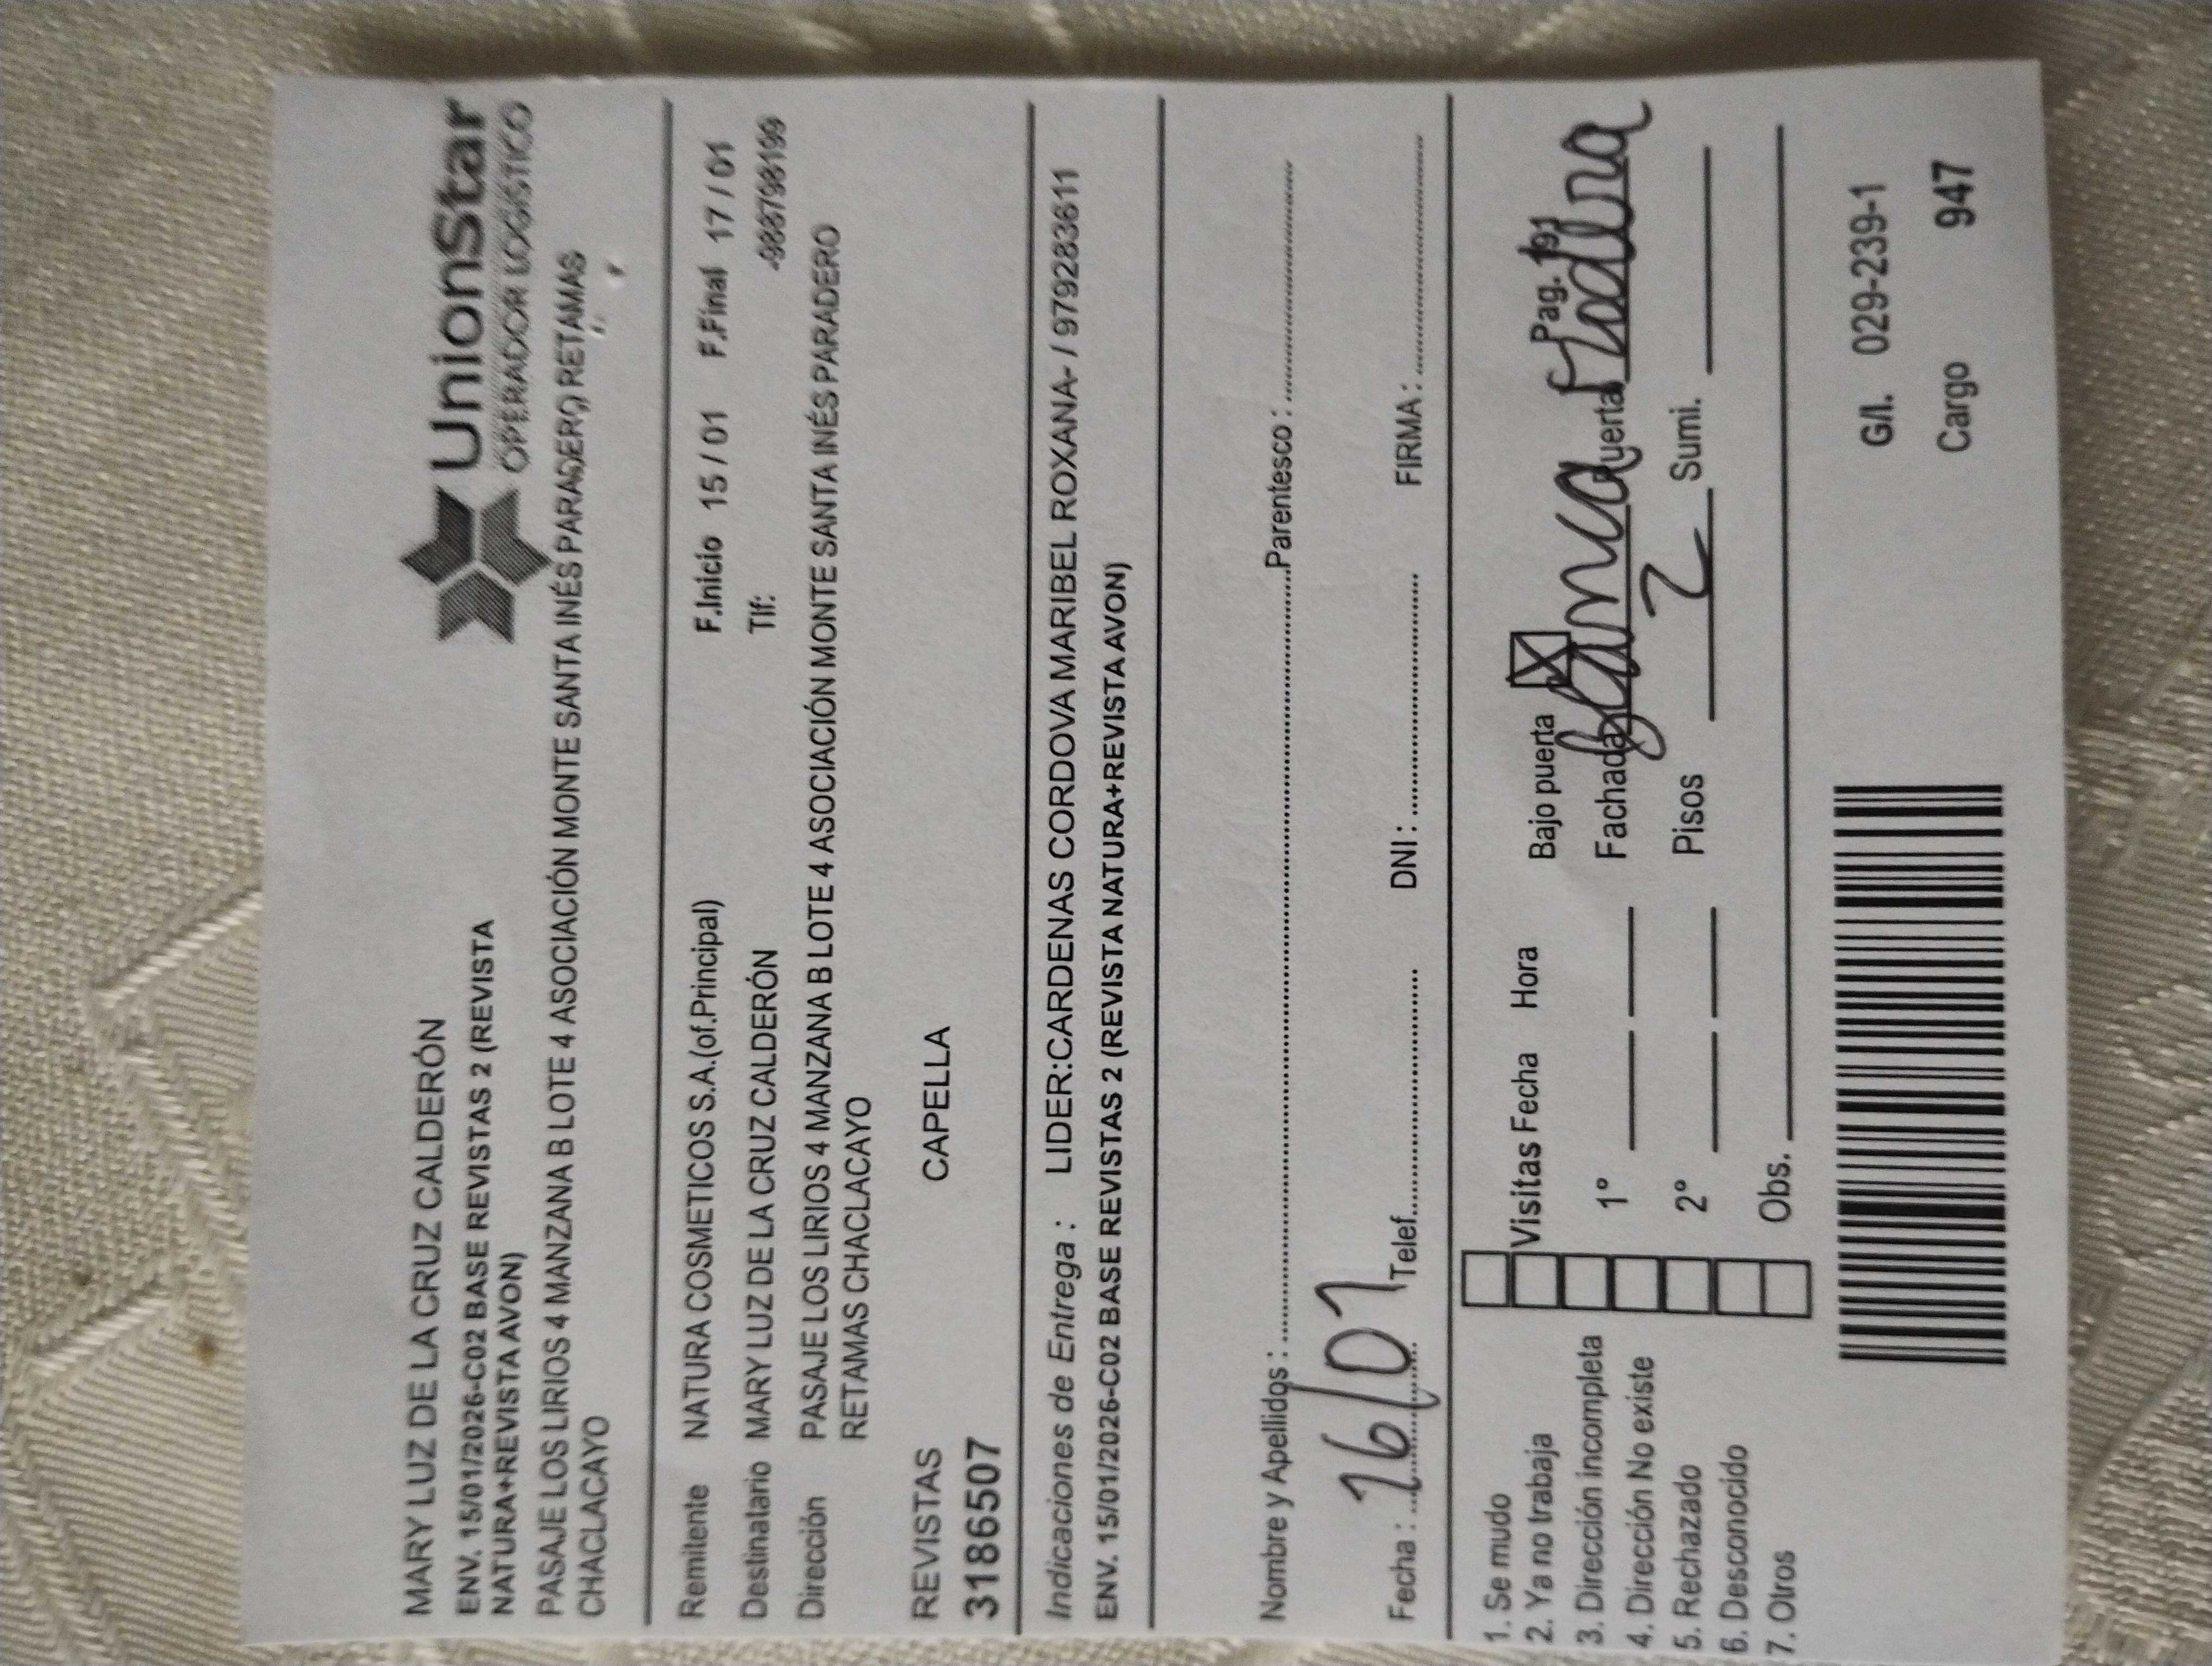 MARY LUZ DE LA CRUZ CALDERÓN
UnionStar
OPERADOR LOGISTICO
ENV. 15/01/2026-C02 BASE REVISTAS 2 (REVISTA
NATURA+REVISTA AVON)
PASAJE LOS LIRIOS 4 MANZANA B LOTE 4 ASOCIACIÓN MONTE SANTA INÉS PARADERO RETAMAS
CHACLACAYO
Remitente NATURA COSMETICOS S.A.(of.Principal) F.Inicio 15 / 01 F.Final 17 / 01
Destinatario MARY LUZ DE LA CRUZ CALDERÓN Tlf:
Dirección PASAJE LOS LIRIOS 4 MANZANA B LOTE 4 ASOCIACIÓN MONTE SANTA INÉS PARADERO
RETAMAS CHACLACAYO
REVISTAS CAPELLA
3186507
Indicaciones de Entrega : LIDER:CARDENAS CORDOVA MARIBEL ROXANA- / 979283611
ENV. 15/01/2026-C02 BASE REVISTAS 2 (REVISTA NATURA+REVISTA AVON)
Nombre y Apellidos : Parentesco :
Fecha : 16/01 Telef. DNI : FIRMA :
1. Se mudo
2. Ya no trabaja Visitas Fecha Hora Bajo puerta X Pag. 191
3. Dirección incompleta 1° Fachada blanca Puerta
4. Dirección No existe
5. Rechazado 2° Pisos 2 Sumi.
6. Desconocido
7. Otros Obs.
G/I. 029-239-1
Cargo 947